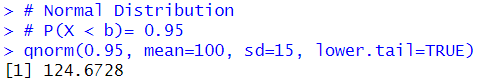 > # Normal Distribution
> # P(X < b)= 0.95
> qnorm(0.95, mean=100, sd=15, lower.tail=TRUE)
[1] 124.6728